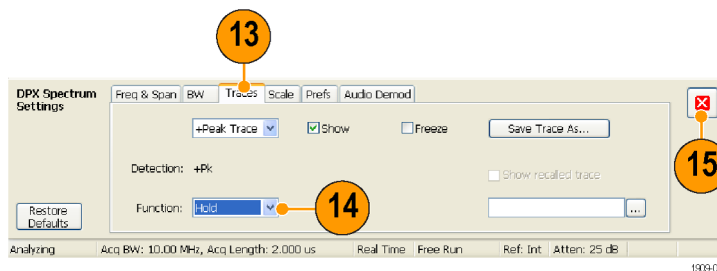 13
DPX Spectrum Settings
Freq & Span BW Traces Scale Prefs Audio Demod
+Peak Trace Show Freeze Save Trace As...
15
Detection: +Pk
Show recalled trace
Function: Hold
14
...
Restore Defaults
Analyzing Acq BW: 10.00 MHz, Acq Length: 2.000 us Real Time Free Run Ref: Int Atten: 25 dB